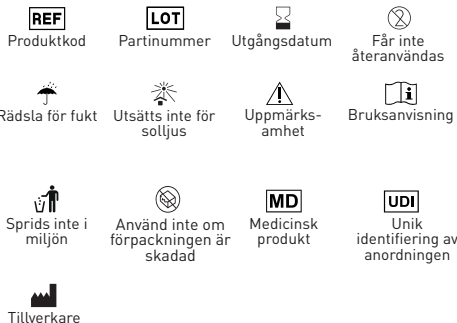 REF
LOT
Produktkod
Partinummer
Utgångsdatum
Får inte
återanvändas
2
Rädsla för fukt
Utsätts inte för
solljus
Uppmärks-
amhet
Bruksanvisning
i
Sprids inte i
miljön
Använd inte om
förpackningen är
skadad
MD
Medicinsk
produkt
UDI
Unik
identifiering av
anordningen
Tillverkare